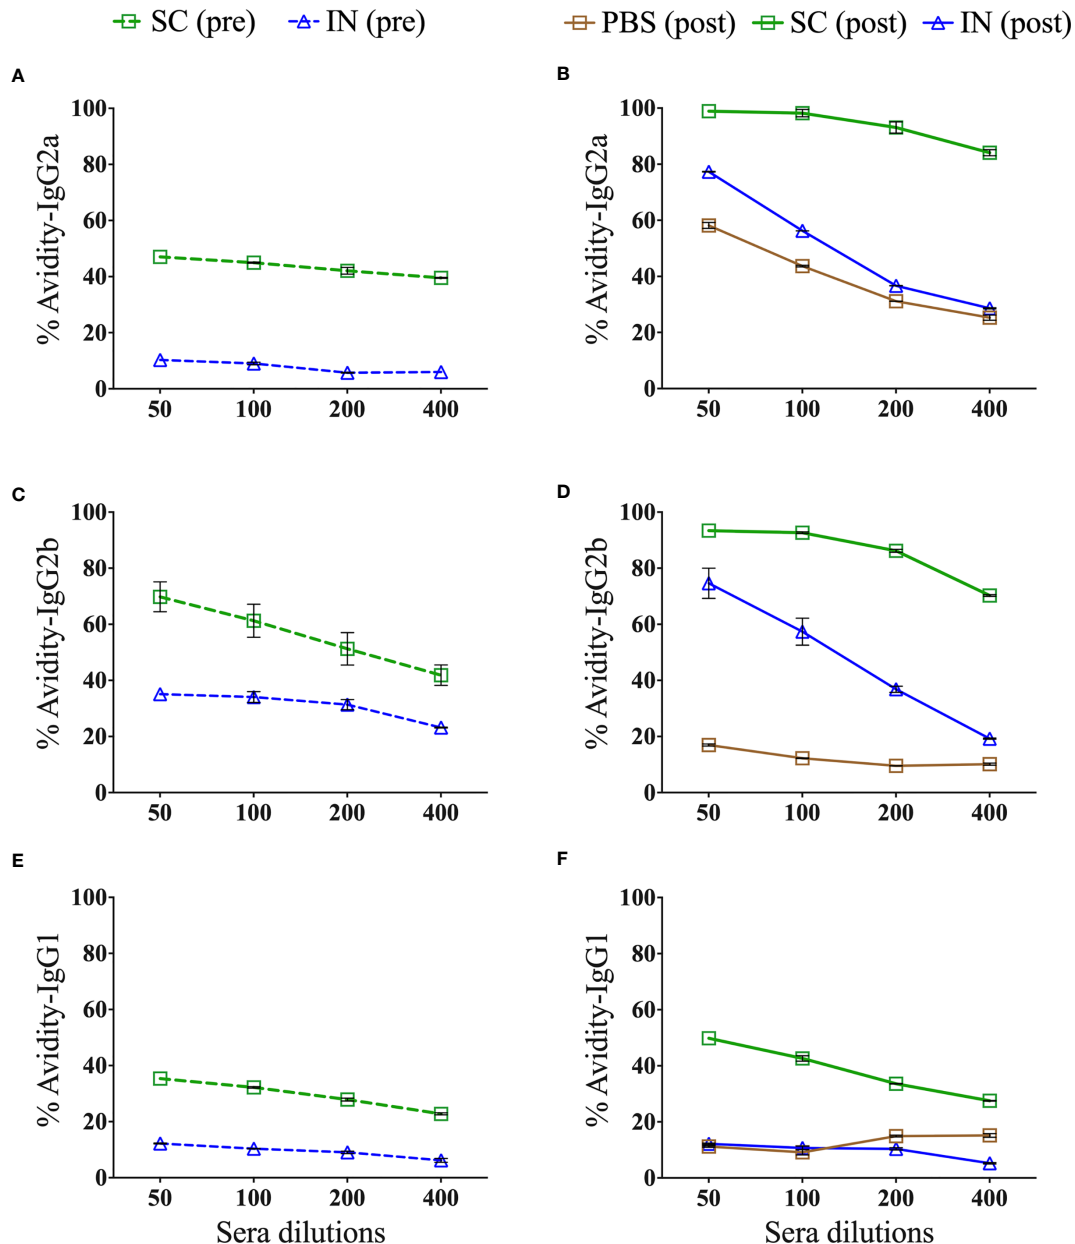 SC (pre) IN (pre)
PBS (post) SC (post) IN (post)
A
% Avidity-IgG2a
100
80
60
40
20
0
50 100 200 400
B
% Avidity-IgG2a
100
80
60
40
20
0
50 100 200 400
C
% Avidity-IgG2b
100
80
60
40
20
0
50 100 200 400
D
% Avidity-IgG2b
100
80
60
40
20
0
50 100 200 400
E
% Avidity-IgG1
100
80
60
40
20
0
50 100 200 400
Sera dilutions
F
% Avidity-IgG1
100
80
60
40
20
0
50 100 200 400
Sera dilutions